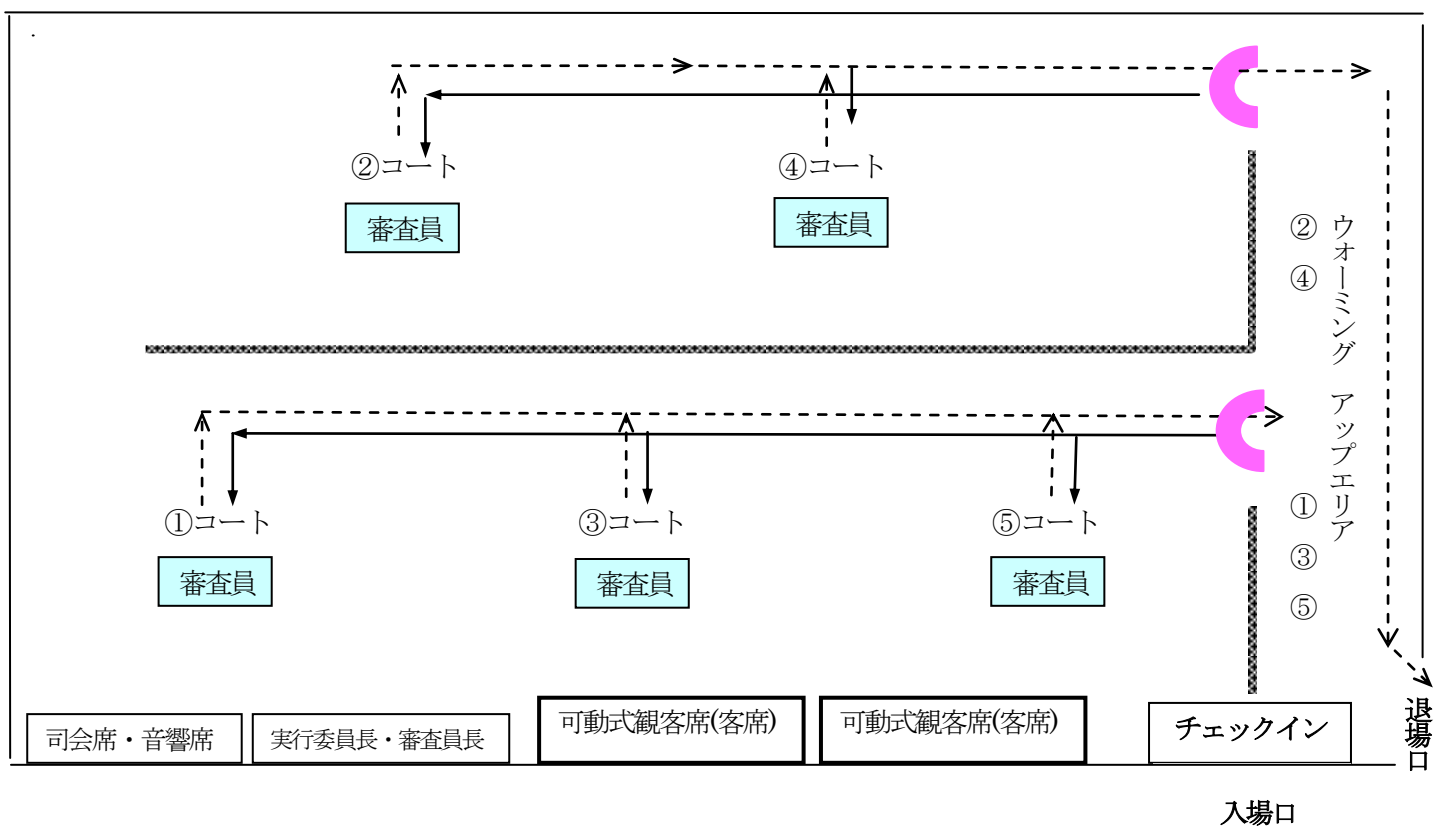 ②コート
④コート
審査員
審査員
②
④
ウォーミング アップエリア
①コート
③コート
⑤コート
①
③
⑤
審査員
審査員
審査員
司会席・音響席
実行委員長・審査員長
可動式観客席(客席)
可動式観客席(客席)
チェックイン
退場口
入場口